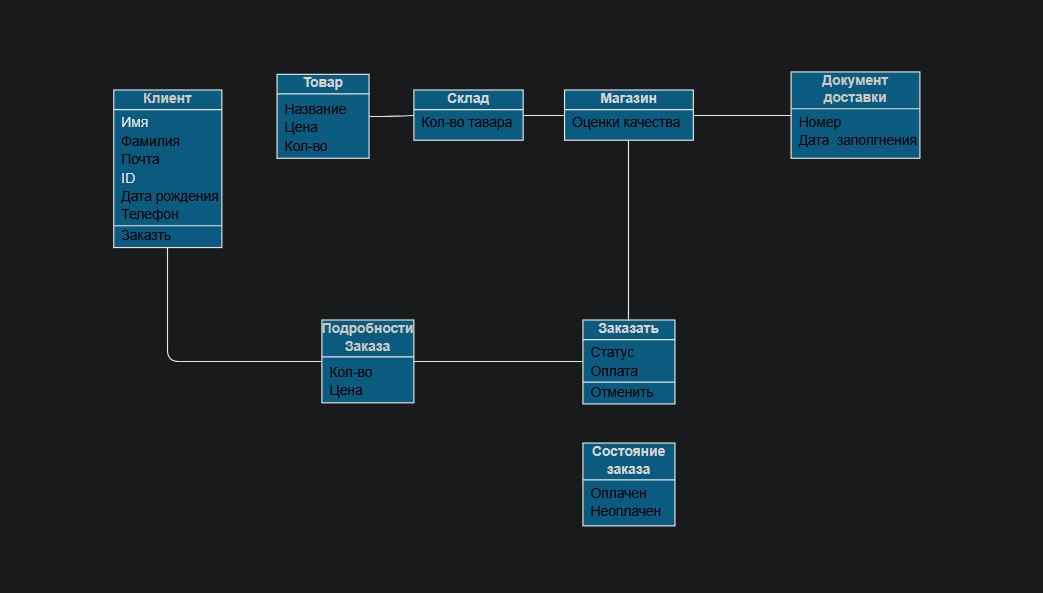 Клиент
Имя
Фамилия
Почта
ID
Дата рождения
Телефон
Заказть
Товар
Название
Цена
Кол-во
Склад
Кол-во тавара
Магазин
Оценки качества
Документ
доставки
Номер
Дата заполгнения
Подробности
Заказа
Кол-во
Цена
Заказать
Статус
Оплата
Отменить
Состояние
заказа
Оплачен
Неоплачен